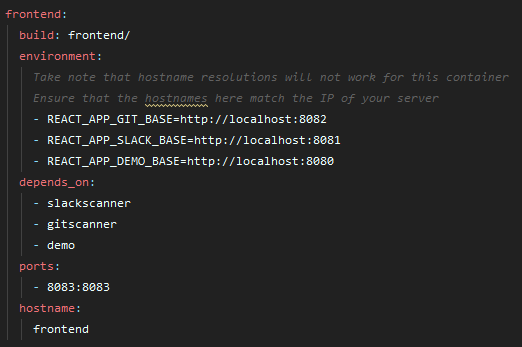 frontend:
build: frontend/
environment:
Take note that hostname resolutions will not work for this container
Ensure that the hostnames here match the IP of your server
- REACT_APP_GIT_BASE=http://localhost:8082
- REACT_APP_SLACK_BASE=http://localhost:8081
- REACT_APP_DEMO_BASE=http://localhost:8080
depends_on:
- slackscanner
- gitscanner
- demo
ports:
- 8083:8083
hostname:
frontend